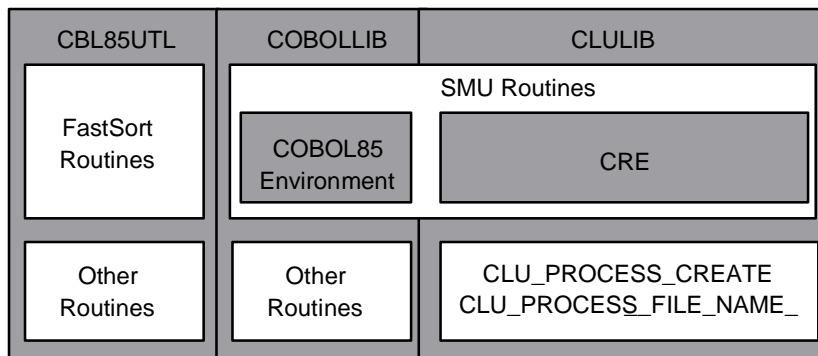 CBL85UTL
COBOLLIB
CLULIB
FastSort
Routines
SMU Routines
COBOL85
Environment
CRE
Other
Routines
Other
Routines
CLU_PROCESS_CREATE
CLU_PROCESS_FILE_NAME_